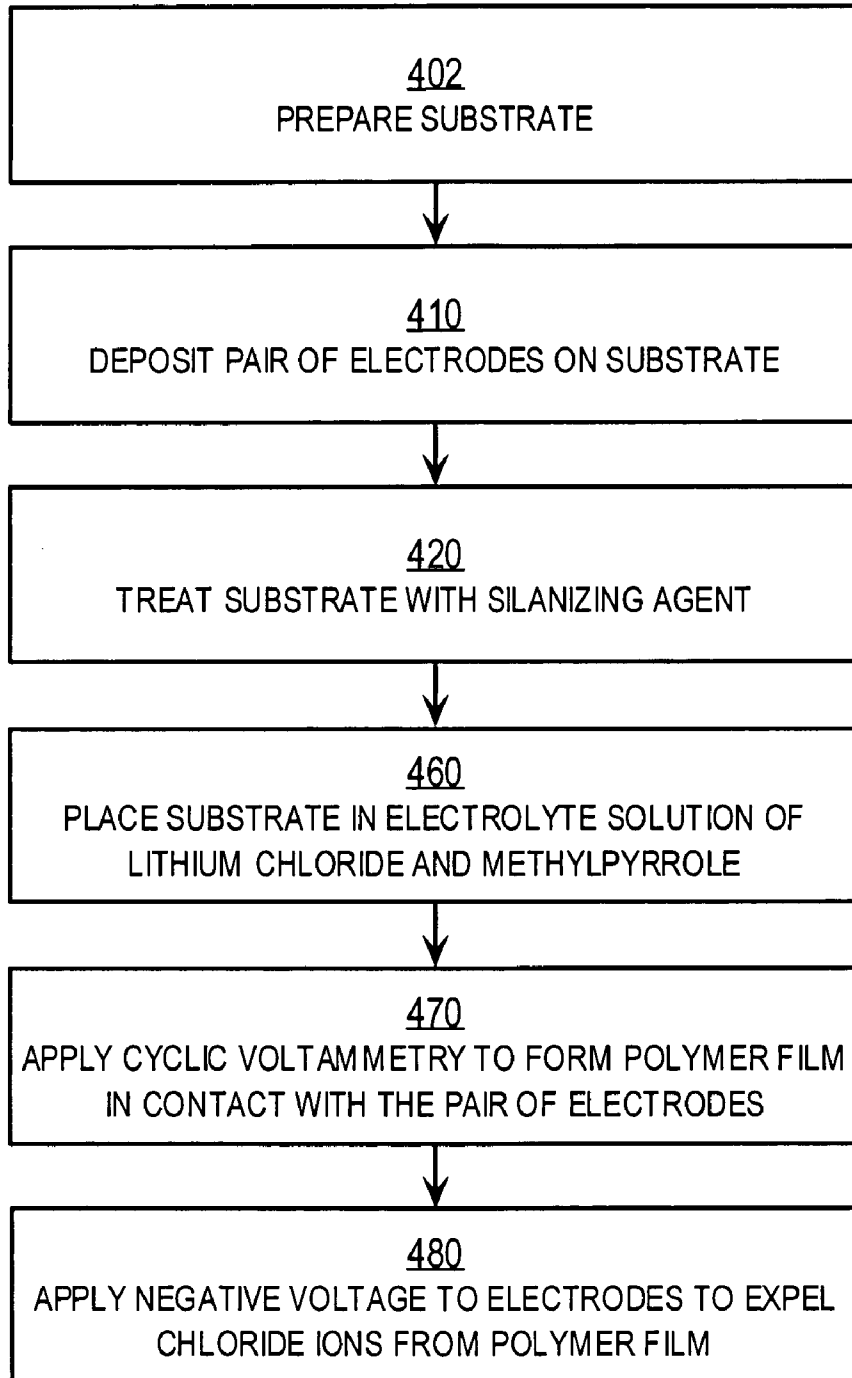 402
PREPARE SUBSTRATE
410
DEPOSIT PAIR OF ELECTRODES ON SUBSTRATE
420
TREAT SUBSTRATE WITH SILANIZING AGENT
460
PLACE SUBSTRATE IN ELECTROLYTE SOLUTION OF
LITHIUM CHLORIDE AND METHYLPYRROLE
470
APPLY CYCLIC VOLTAMMETRY TO FORM POLYMER FILM
IN CONTACT WITH THE PAIR OF ELECTRODES
480
APPLY NEGATIVE VOLTAGE TO ELECTRODES TO EXPEL
CHLORIDE IONS FROM POLYMER FILM